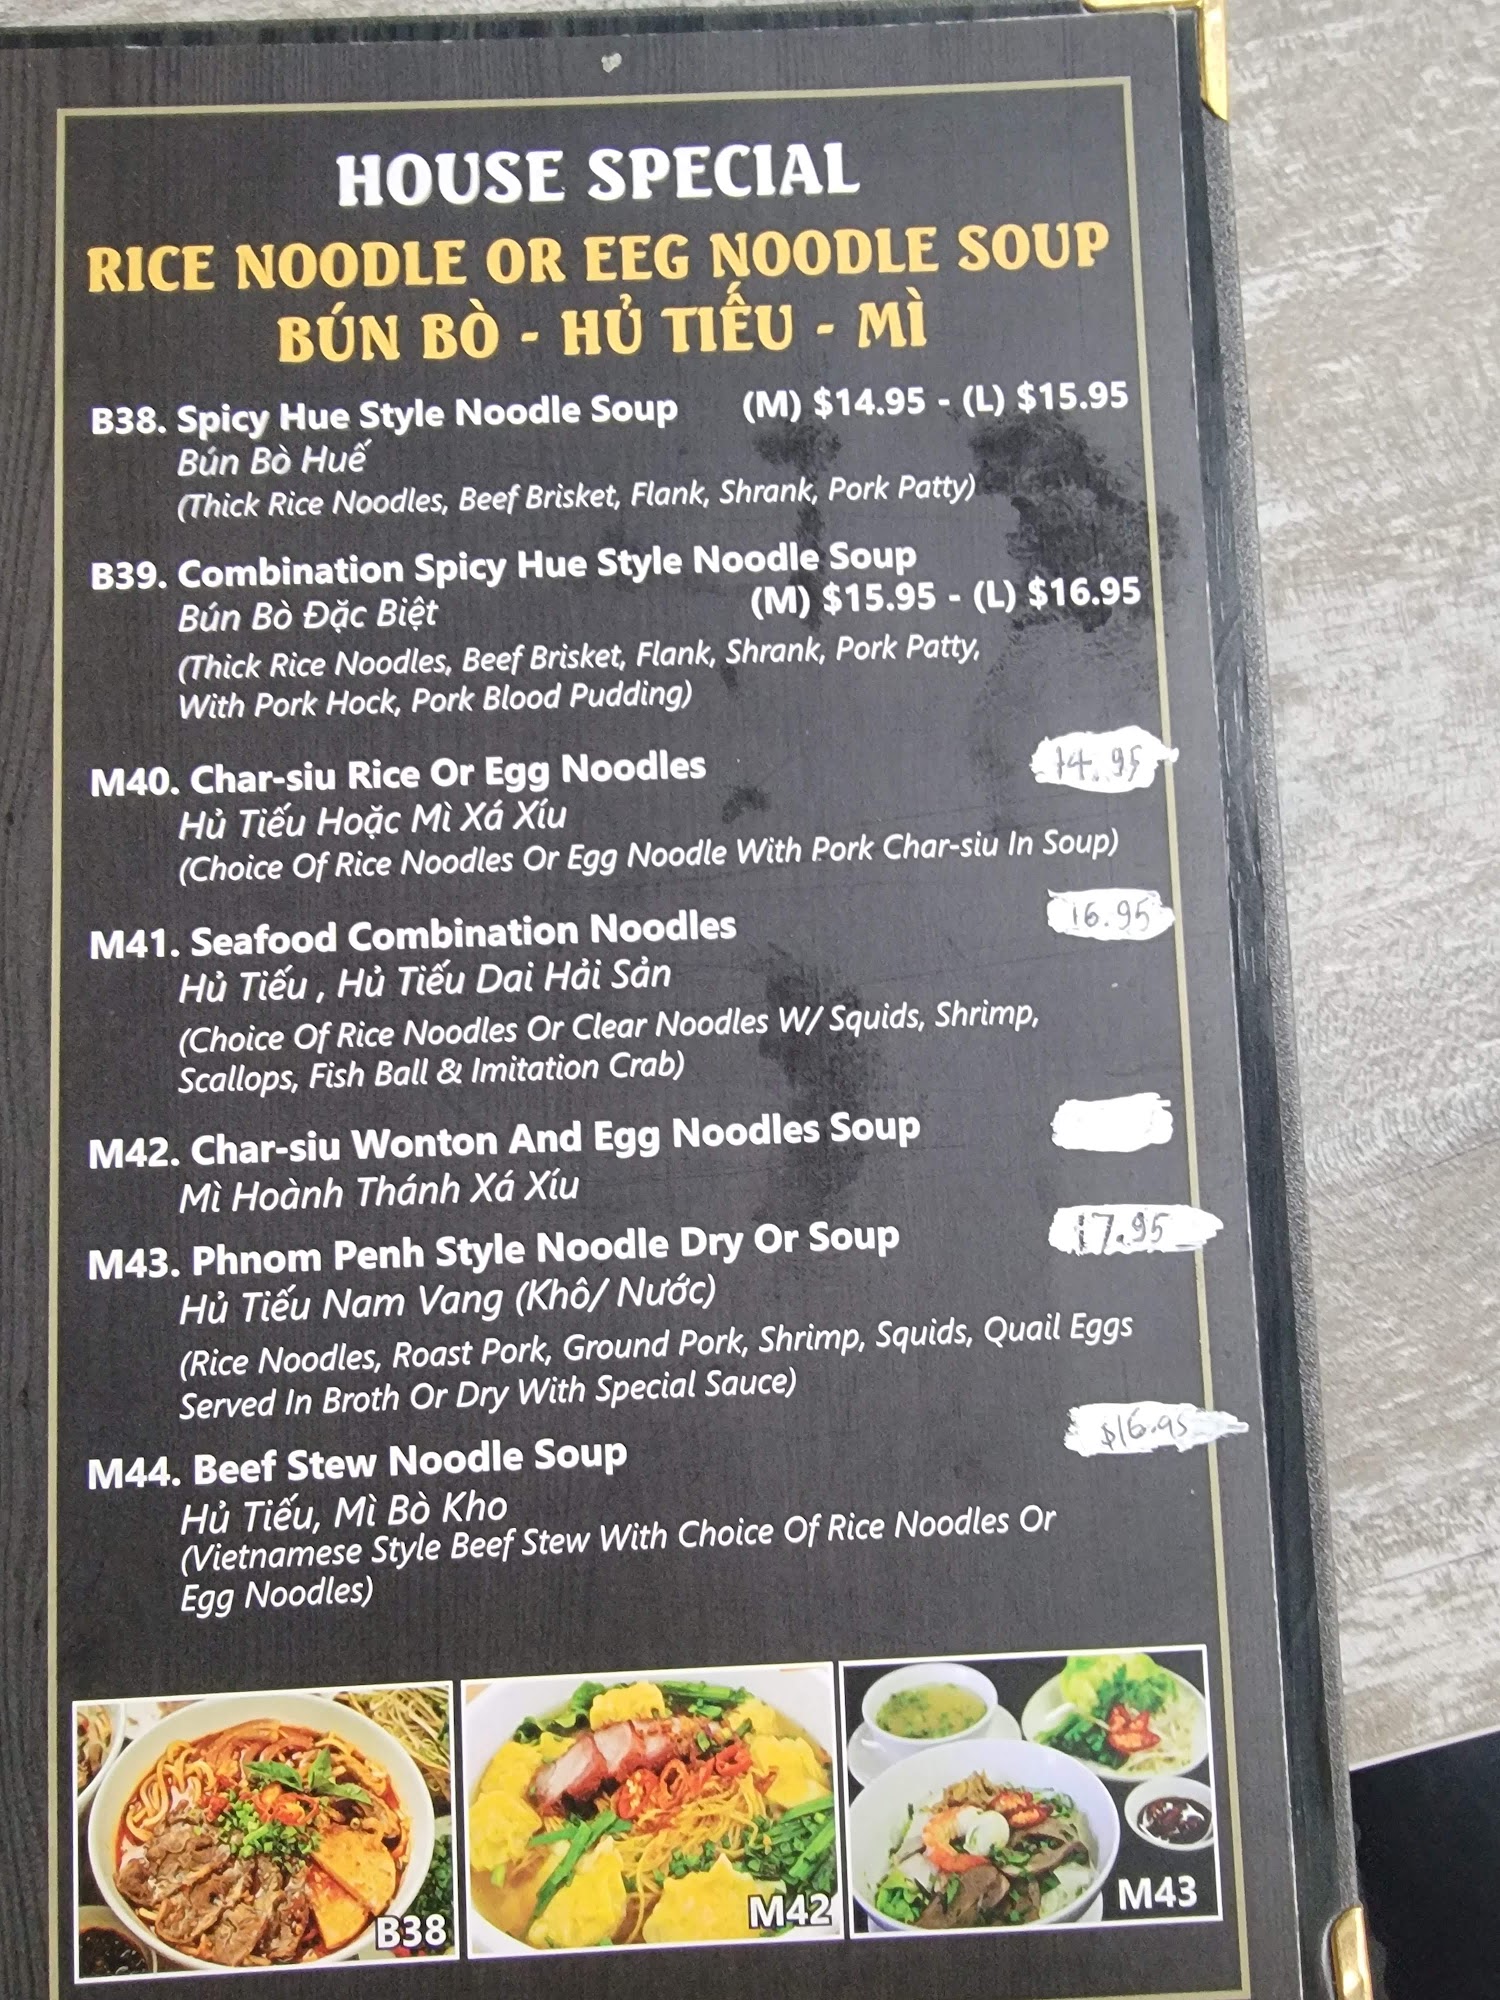 HOUSE SPECIAL
RICE NOODLE OR EEG NOODLE SOUP
BÚN BÒ - HỦ TIẾU - MÌ
B38. Spicy Hue Style Noodle Soup (M) $14.95 - (L) $15.95
Bún Bò Huế
(Thick Rice Noodles, Beef Brisket, Flank, Shrank, Pork Patty)
B39. Combination Spicy Hue Style Noodle Soup
Bún Bò Đặc Biệt (M) $15.95 - (L) $16.95
(Thick Rice Noodles, Beef Brisket, Flank, Shrank, Pork Patty,
With Pork Hock, Pork Blood Pudding)
M40. Char-siu Rice Or Egg Noodles 14.95
Hủ Tiếu Hoặc Mì Xá Xíu
(Choice Of Rice Noodles Or Egg Noodle With Pork Char-siu In Soup)
M41. Seafood Combination Noodles 16.95
Hủ Tiếu , Hủ Tiếu Dai Hải Sản
(Choice Of Rice Noodles Or Clear Noodles W/ Squids, Shrimp,
Scallops, Fish Ball & Imitation Crab)
M42. Char-siu Wonton And Egg Noodles Soup
Mì Hoành Thánh Xá Xíu
M43. Phnom Penh Style Noodle Dry Or Soup 17.95
Hủ Tiếu Nam Vang (Khô/ Nước)
(Rice Noodles, Roast Pork, Ground Pork, Shrimp, Squids, Quail Eggs
Served In Broth Or Dry With Special Sauce)
M44. Beef Stew Noodle Soup $16.95
Hủ Tiếu, Mì Bò Kho
(Vietnamese Style Beef Stew With Choice Of Rice Noodles Or
Egg Noodles)
B38
M42
M43